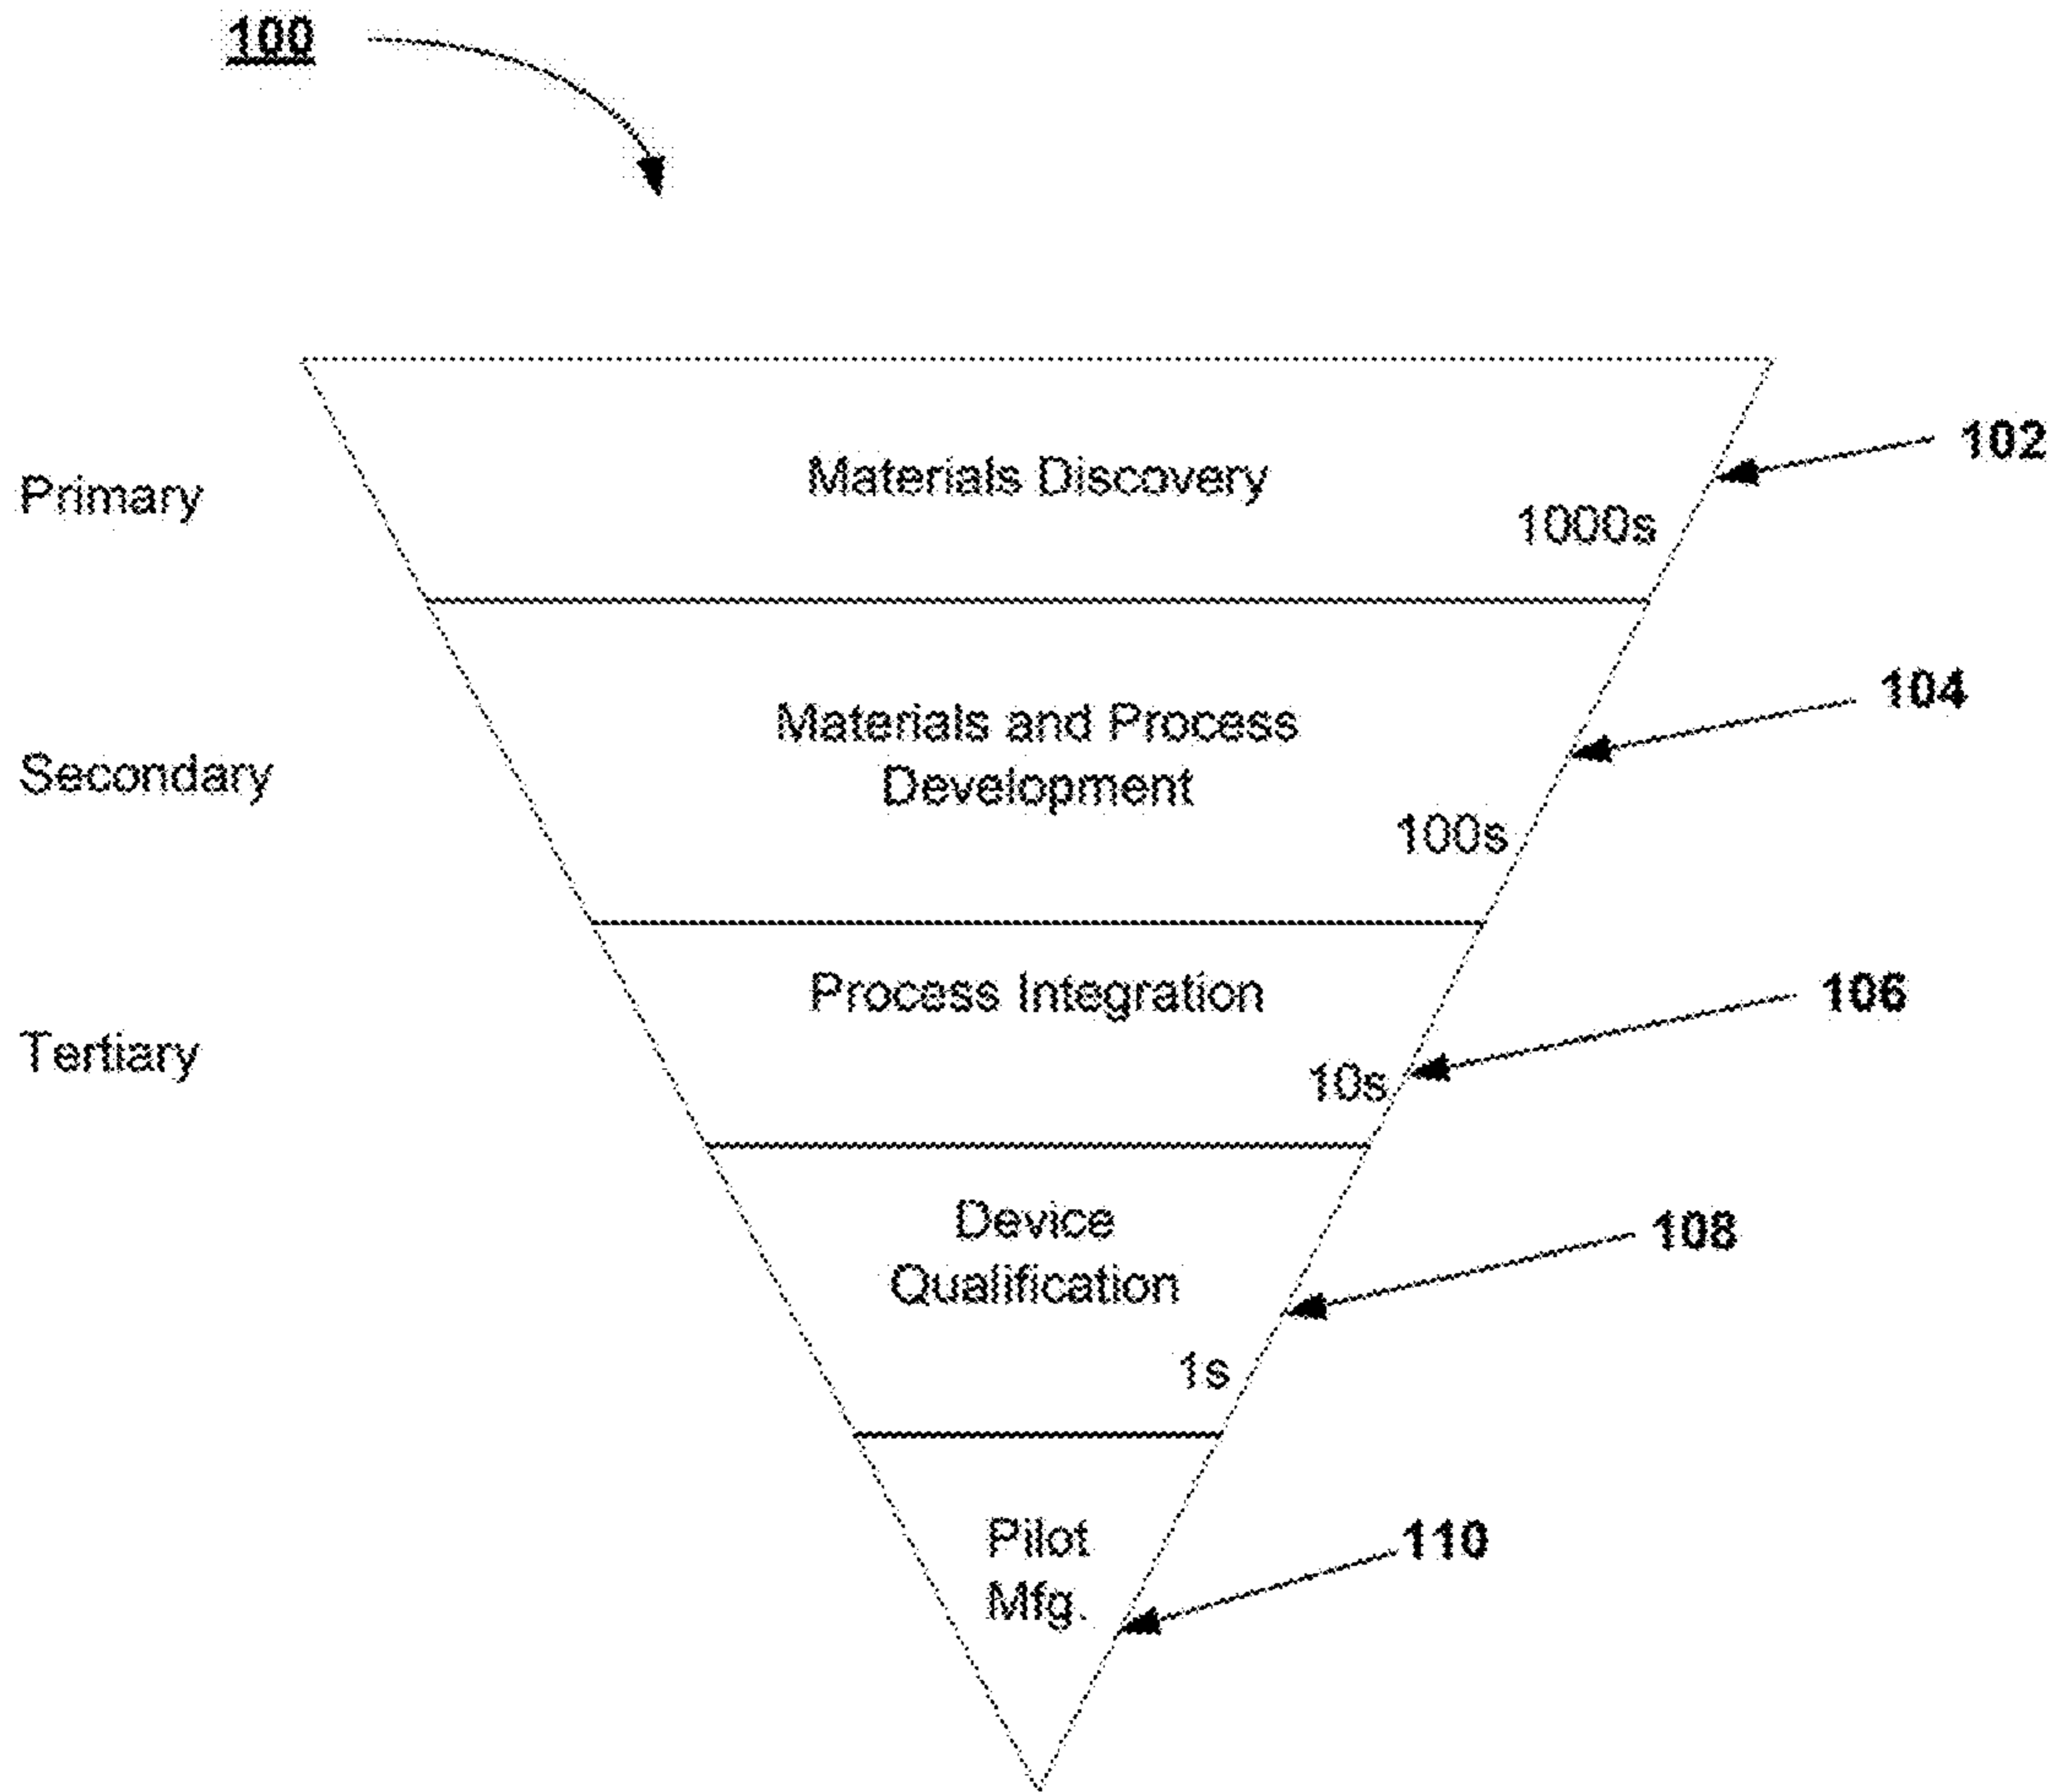 100
Materials Discovery
102
Primary
1000s
Materials and Process
104
Secondary
Development
100s
Process Integration
106
Tertiary
10s
Device
108
Qualification
1s
Pilot
110
Mfg.